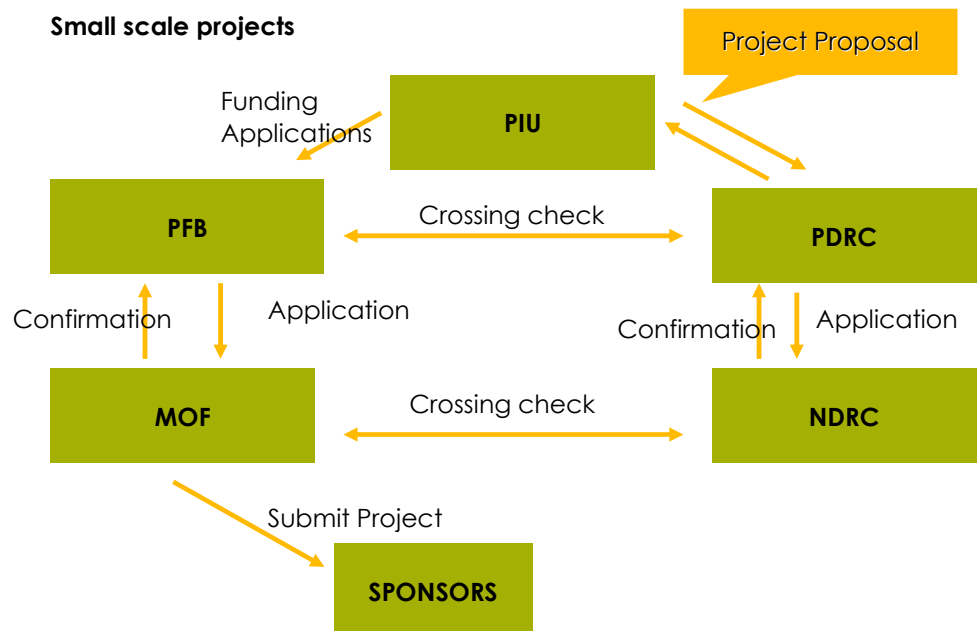 Small scale projects
Project Proposal
Funding
Applications
PIU
PFB
Crossing check
PDRC
Confirmation
Application
Confirmation
Application
MOF
Crossing check
NDRC
Submit Project
SPONSORS